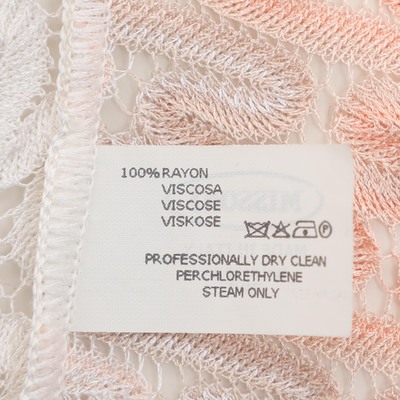 100% RAYON
VISCOSA
VISCOSE
VISKOSE
P
PROFESSIONALLY DRY CLEAN
PERCHLORETHYLENE
STEAM ONLY